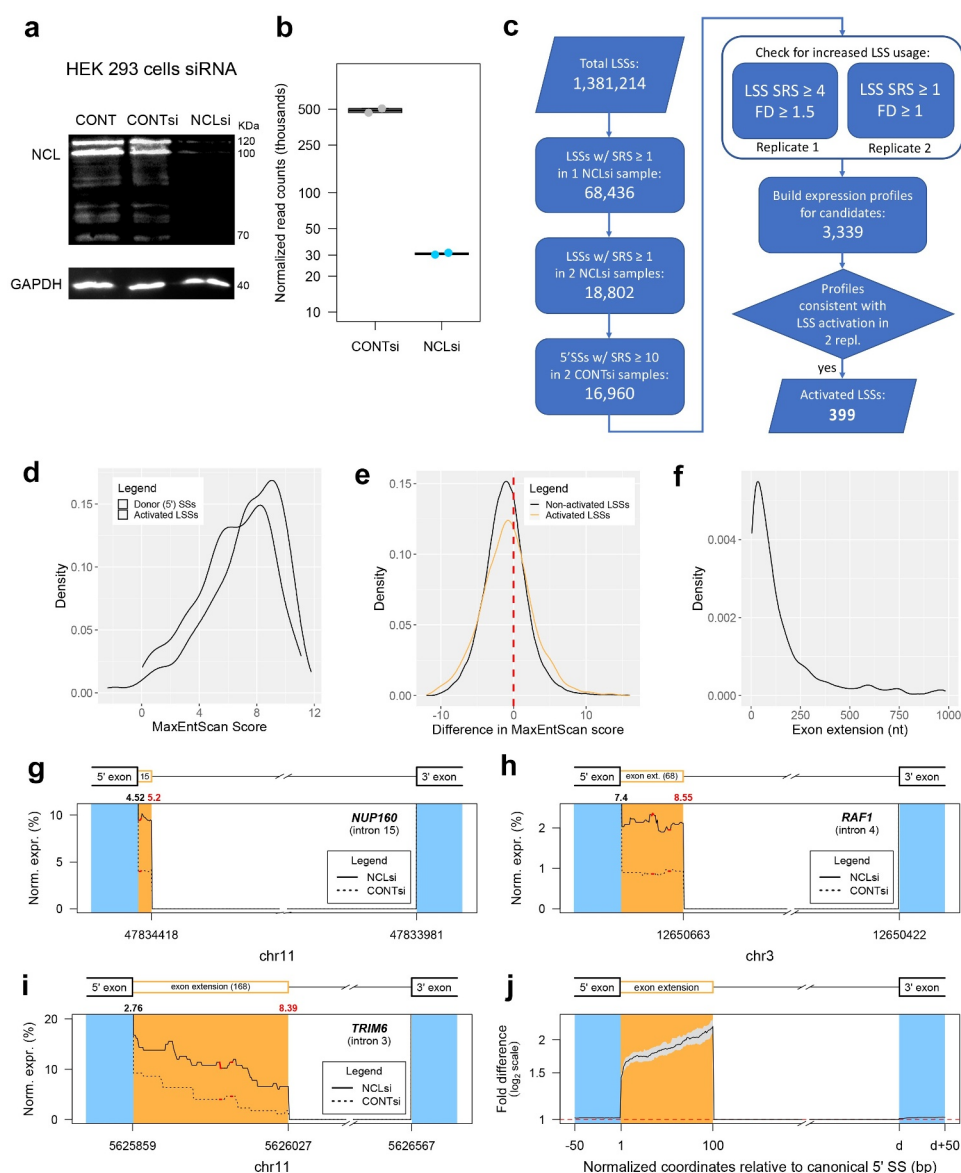 a
HEK 293 cells siRNA
CONT CONTsi NCLsi
KDa
NCL
120
100
70
GAPDH
40
b
Normalized read counts (thousands)
500
250
100
50
30
20
10
CONTsi NCLsi
c
Total LSSs:
1,381,214
LSSs w/ SRS ≥ 1
in 1 NCLsi
sample:
68,436
LSSs w/ SRS ≥ 1
in 2 NCLsi
samples:
18,802
5'SSs w/ SRS ≥ 10
in 2 CONTsi
samples:
16,960
Check for increased LSS usage:
LSS SRS ≥ 4
FD ≥ 1.5
LSS SRS ≥ 1
FD ≥ 1
Replicate 1
Replicate 2
Build expression profiles
for candidates:
3,339
Profiles
consistent with
LSS activation in
2 repl.
yes
Activated LSSs:
399
d
Legend
Donor (5') SSs
Activated LSSs
Density
0.15
0.10
0.05
0.00
0 4 8 12
MaxEntScan Score
e
Legend
Non-activated LSSs
Activated LSSs
Density
0.15
0.10
0.05
0.00
-10 0 10
Difference in MaxEntScan score
f
Density
0.004
0.002
0.000
0 250 500 750 1000
Exon extension (nt)
g
5' exon
15
3' exon
4.52 5.2
Norm. expr. (%)
10
5
0
NUP160
(intron 15)
Legend
NCLsi
CONTsi
47834418 47833981
chr11
h
5' exon
exon ext. (68)
3' exon
7.4 8.55
Norm. expr. (%)
2
1
0
RAF1
(intron 4)
Legend
NCLsi
CONTsi
12650663 12650422
chr3
i
5' exon
exon extension (168)
3' exon
2.76 8.39
Norm. expr. (%)
20
10
0
TRIM6
(intron 3)
Legend
NCLsi
CONTsi
5625859 5626027 5626567
chr11
j
5' exon
exon extension
3' exon
Fold difference
(log2 scale)
2
1.5
1
-50 1 100 d d+50
Normalized coordinates relative to canonical 5' SS (bp)